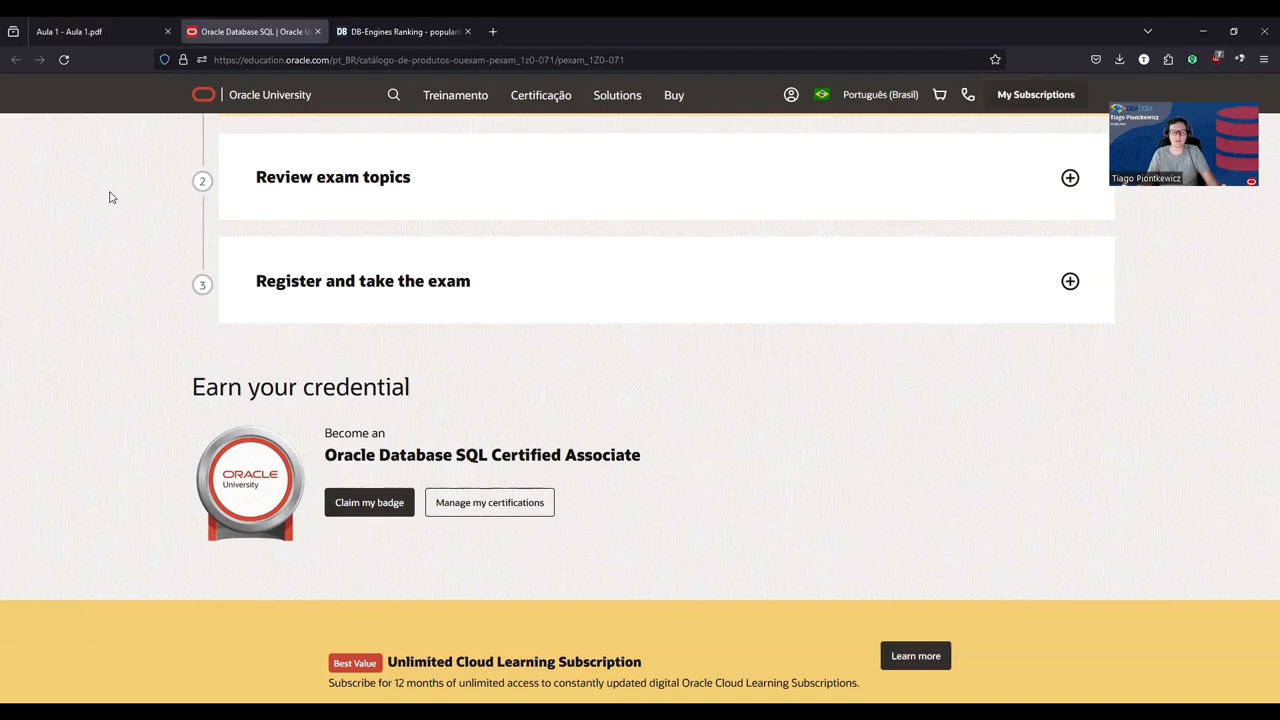 Aula 1 - Aula 1.pdf
Oracle Database SQL | Oracle U
DB-Engines Ranking - populari
https://education.oracle.com/pt_BR/catálogo-de-produtos-ouexam-pexam_1z0-071/pexam_1Z0-071
7
T
Oracle University
Treinamento
Certificação
Solutions
Buy
Português (Brasil)
My Subscriptions
Tiago Piontkewicz
Tiago Piontkewicz
2
Review exam topics
3
Register and take the exam
Earn your credential
ORACLE
University
Become an
Oracle Database SQL Certified Associate
Claim my badge
Manage my certifications
Best Value
Unlimited Cloud Learning Subscription
Subscribe for 12 months of unlimited access to constantly updated digital Oracle Cloud Learning Subscriptions.
Learn more